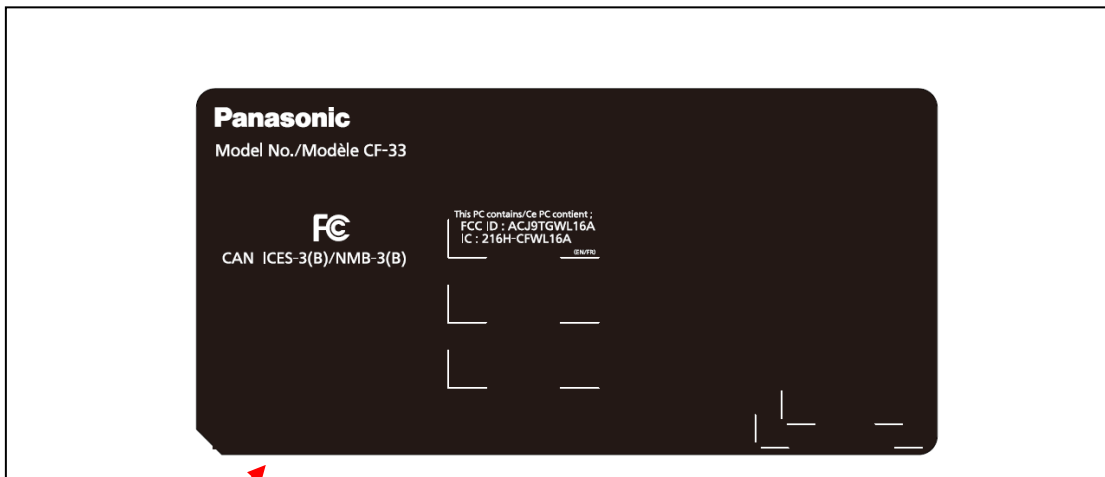 Panasonic
Model No./Modèle CF-33
FC
CAN ICES-3(B)/NMB-3(B)
This PC contains/Ce PC contient ;
FCC ID : ACJ9TGWL16A
IC : 216H-CFWL16A
(EN/FR)